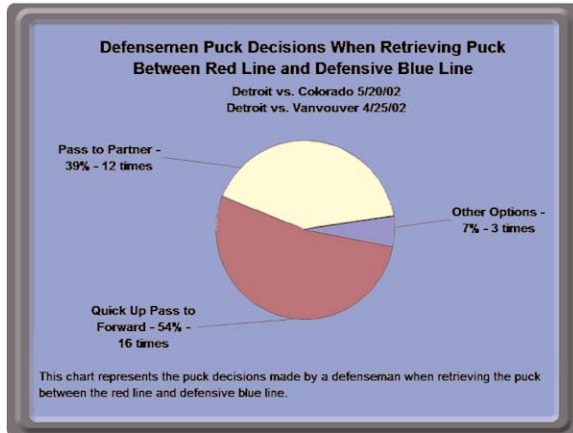 Defensemen Puck Decisions When Retrieving Puck
Between Red Line and Defensive Blue Line
Detroit vs. Colorado 5/20/02
Detroit vs. Vanvouver 4/25/02
Pass to Partner -
39% - 12 times
Other Options -
7% - 3 times
Quick Up Pass to
Forward - 54% -
16 times
This chart represents the puck decisions made by a defenseman when retrieving the puck
between the red line and defensive blue line.